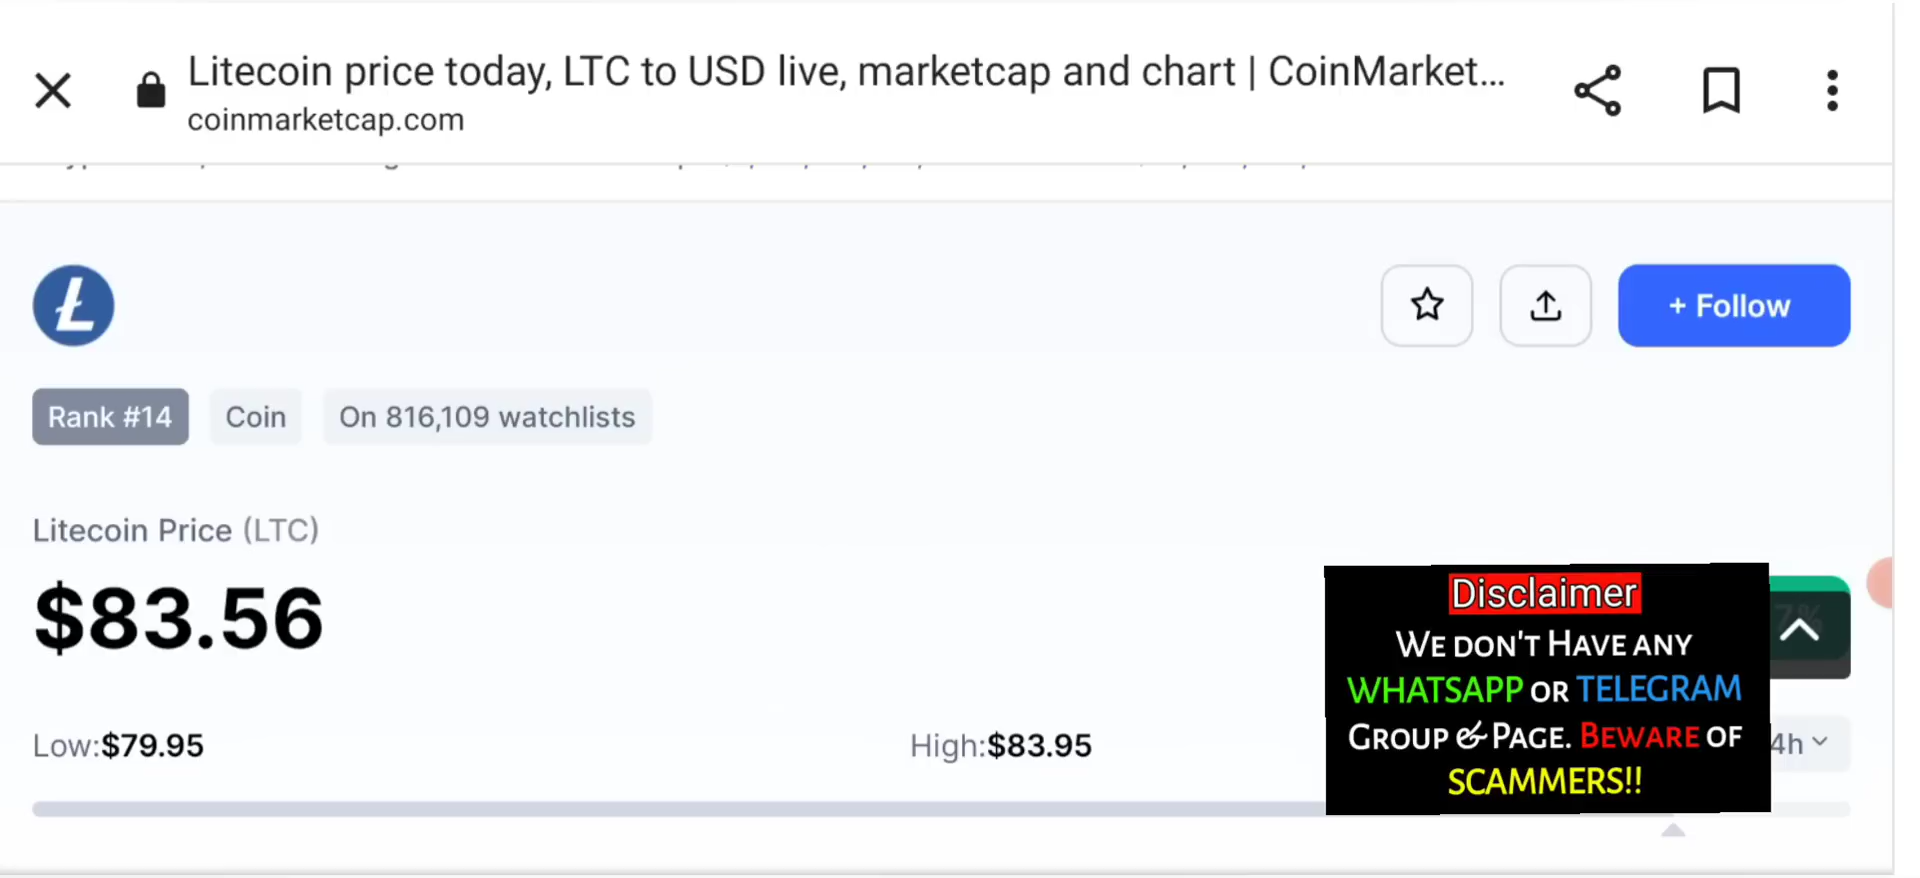 Litecoin price today, LTC to USD live, marketcap and chart | CoinMarket...
coinmarketcap.com
+ Follow
Rank #14
Coin
On 816,109 watchlists
Litecoin Price (LTC)
$83.56
Low:$79.95
High:$83.95
4h
Disclaimer
We don't Have any
WHATSAPP or TELEGRAM
Group & Page. Beware of
SCAMMERS!!